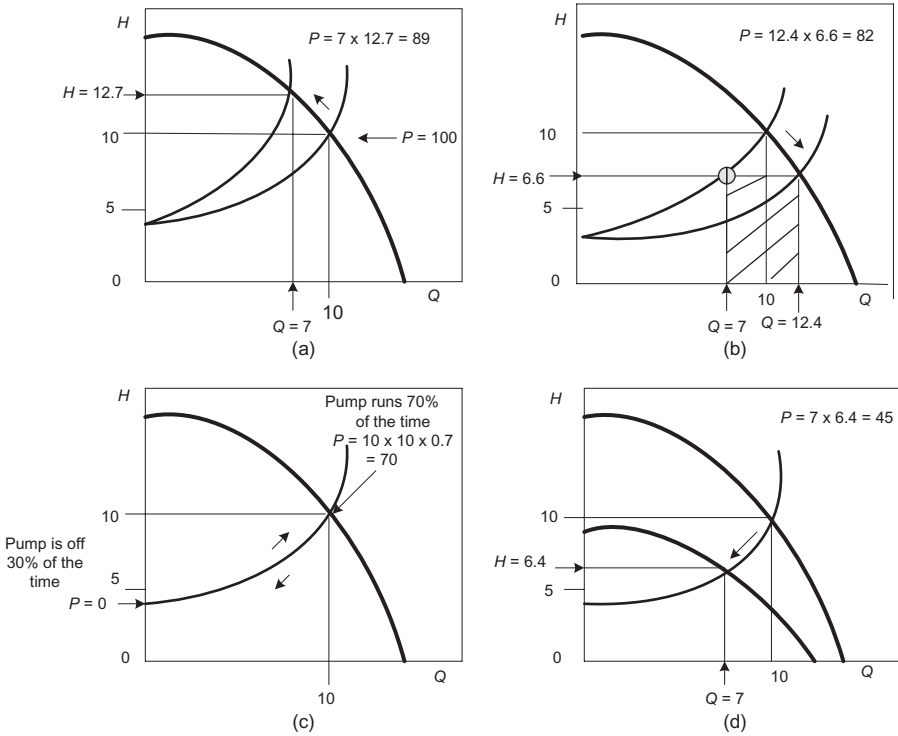 H
P = 7 x 12.7 = 89
H = 12.7
10
P = 100
5
0
Q
Q = 7
10
(a)
H
P = 12.4 x 6.6 = 82
10
H = 6.6
5
0
Q
10
Q = 7
Q = 12.4
(b)
H
Pump runs 70%
of the time
P = 10 x 10 x 0.7
= 70
10
Pump is off
30% of the
time
5
P = 0
0
Q
10
(c)
H
P = 7 x 6.4 = 45
10
H = 6.4
5
0
10
Q
Q = 7
(d)